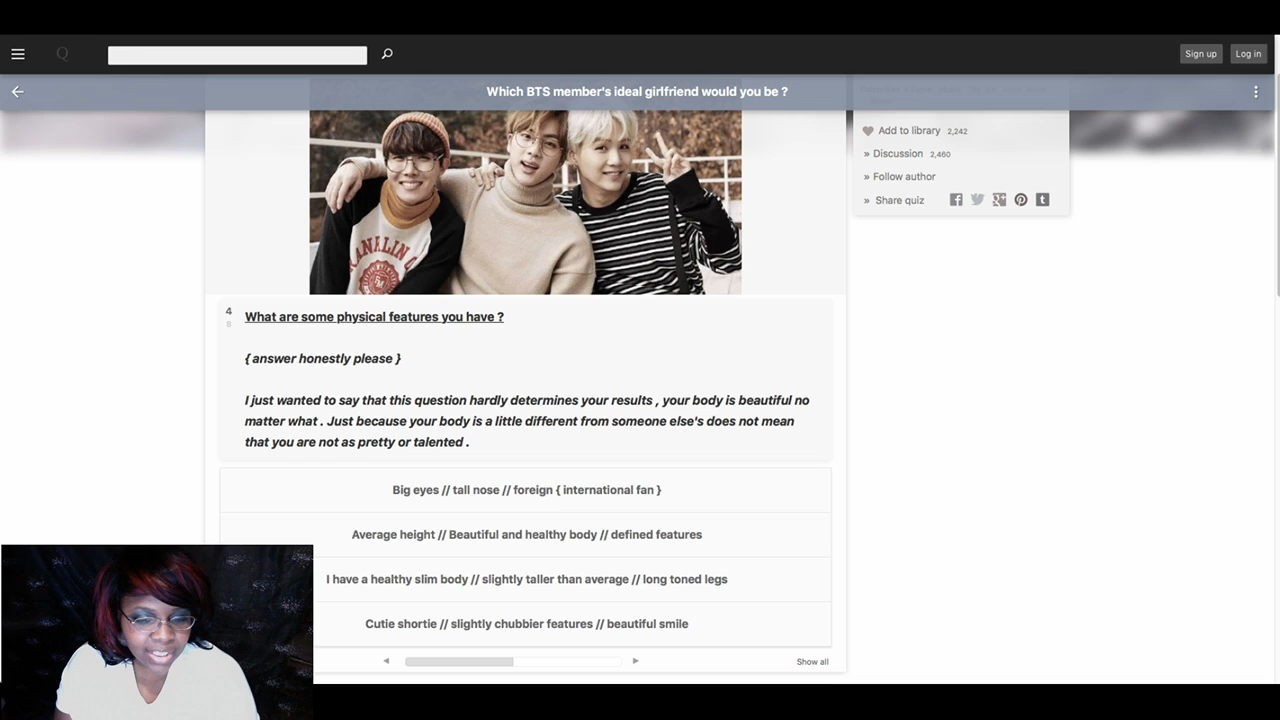 Q
Sign up
Log in
Which BTS member's ideal girlfriend would you be ?
Add to library 2,242
» Discussion 2,460
» Follow author
» Share quiz
RANKLIN
4
8
What are some physical features you have ?
{ answer honestly please }
I just wanted to say that this question hardly determines your results , your body is beautiful no
matter what . Just because your body is a little different from someone else's does not mean
that you are not as pretty or talented .
Big eyes // tall nose // foreign { international fan }
Average height // Beautiful and healthy body // defined features
I have a healthy slim body // slightly taller than average // long toned legs
Cutie shortie // slightly chubbier features // beautiful smile
Show all